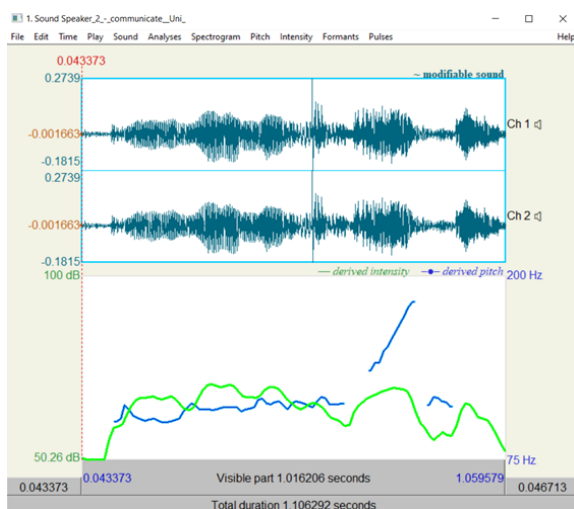 1. Sound Speaker_2_-_communicate__Uni_
File Edit Time Play Sound Analyses Spectrogram Pitch Intensity Formants Pulses Help
0.043373
~ modifiable sound
0.2739
-0.001663
-0.1815
Ch 1
0.2739
-0.001663
-0.1815
Ch 2
derived intensity derived pitch
100 dB
200 Hz
50.26 dB
75 Hz
0.043373 Visible part 1.016206 seconds 1.059579
0.043373 0.046713
Total duration 1.106292 seconds